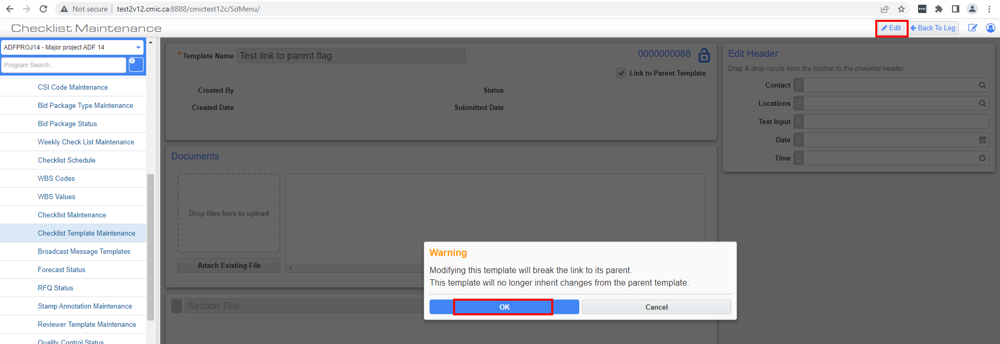 Not secure | test2v12.cmic.ca:8888/cmictest12c/SdMenu/
Checklist Maintenance
Edit
Back To Log
ADFPROJ14 - Major project ADF 14
Program Search...
CSI Code Maintenance
Bid Package Type Maintenance
Bid Package Status
Weekly Check List Maintenance
Checklist Schedule
WBS Codes
WBS Values
Checklist Maintenance
Checklist Template Maintenance
Broadcast Message Templates
Forecast Status
RFQ Status
Stamp Annotation Maintenance
Reviewer Template Maintenance
Quality Control Status
* Template Name Test link to parent flag
0000000068
Link to Parent Template
Created By
Status
Created Date
Submitted Date
Documents
Drop files here to upload
Attach Existing File
Section Title
Edit Header
Drag & drop inputs from the toolbar to the checklist header...
Contact
Locations
Text Input
Date
Time
Warning
Modifying this template will break the link to its parent.
This template will no longer inherit changes from the parent template.
OK
Cancel